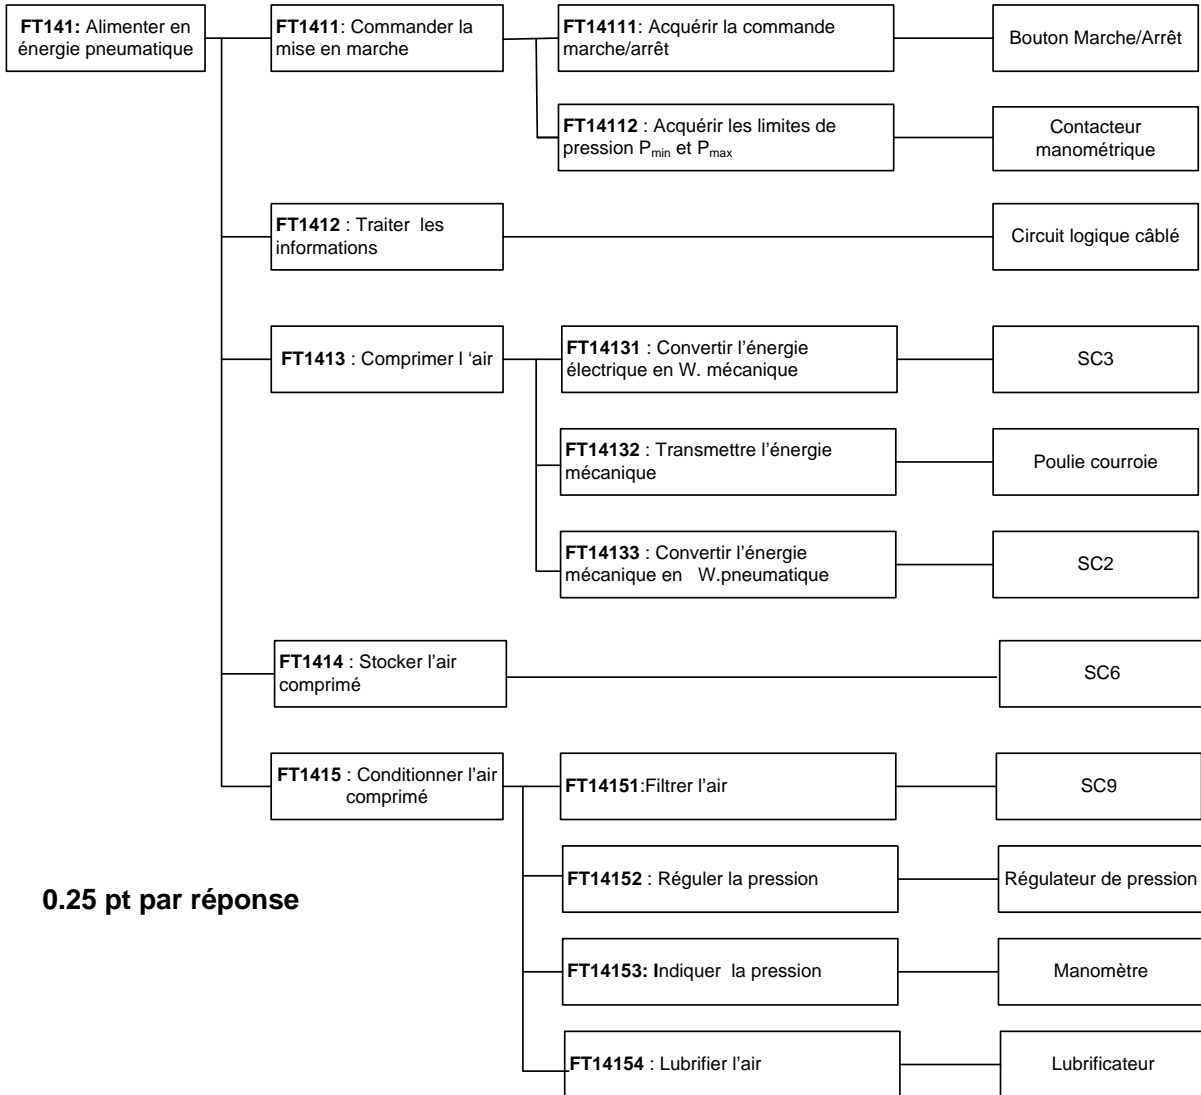 FT141: Alimenter en
énergie pneumatique
FT1411: Commander la
mise en marche
FT14111: Acquérir la commande
marche/arrêt
Bouton Marche/Arrêt
FT14112 : Acquérir les limites de
pression Pmin et Pmax
Contacteur
manométrique
FT1412 : Traiter les
informations
Circuit logique câblé
FT1413 : Comprimer l ‘air
FT14131 : Convertir l’énergie
électrique en W. mécanique
SC3
FT14132 : Transmettre l’énergie
mécanique
Poulie courroie
FT14133 : Convertir l’énergie
mécanique en W.pneumatique
SC2
FT1414 : Stocker l’air
comprimé
SC6
FT1415 : Conditionner l’air
comprimé
FT14151:Filtrer l’air
SC9
FT14152 : Réguler la pression
Régulateur de pression
0.25 pt par réponse
FT14153: Indiquer la pression
Manomètre
FT14154 : Lubrifier l’air
Lubrificateur